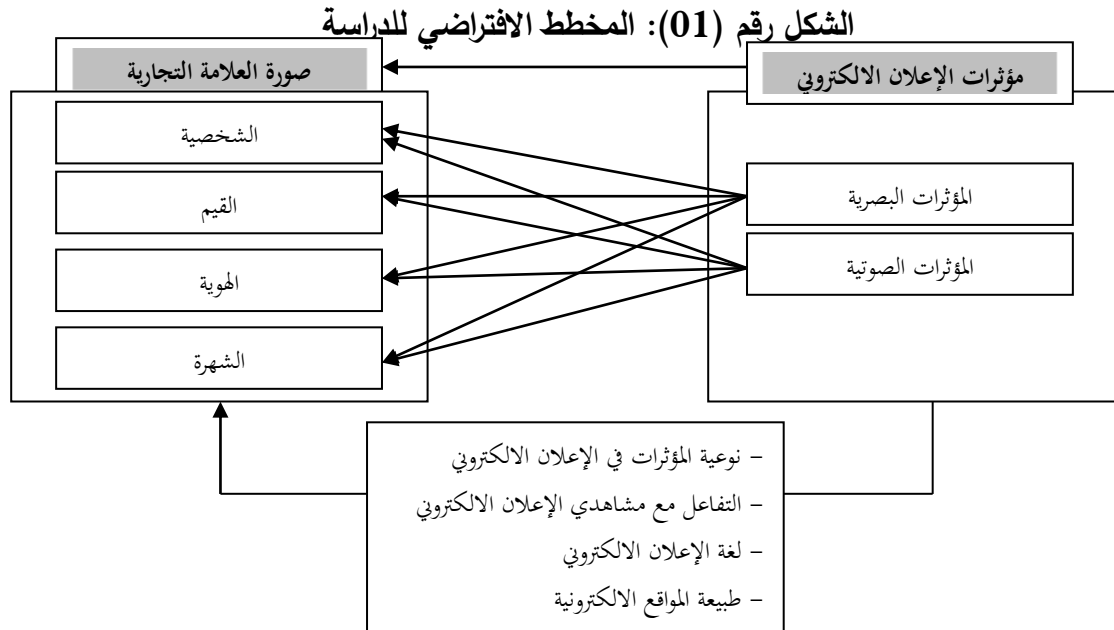 الشكل رقم (01): المخطط الافتراضي للدراسة
مؤثرات الإعلان الالكتروني
صورة العلامة التجارية
المؤثرات البصرية
المؤثرات الصوتية
الشخصية
القيم
الهوية
الشهرة
– نوعية المؤثرات في الإعلان الالكتروني
– التفاعل مع مشاهدي الإعلان الالكتروني
– لغة الإعلان الالكتروني
– طبيعة المواقع الالكترونية